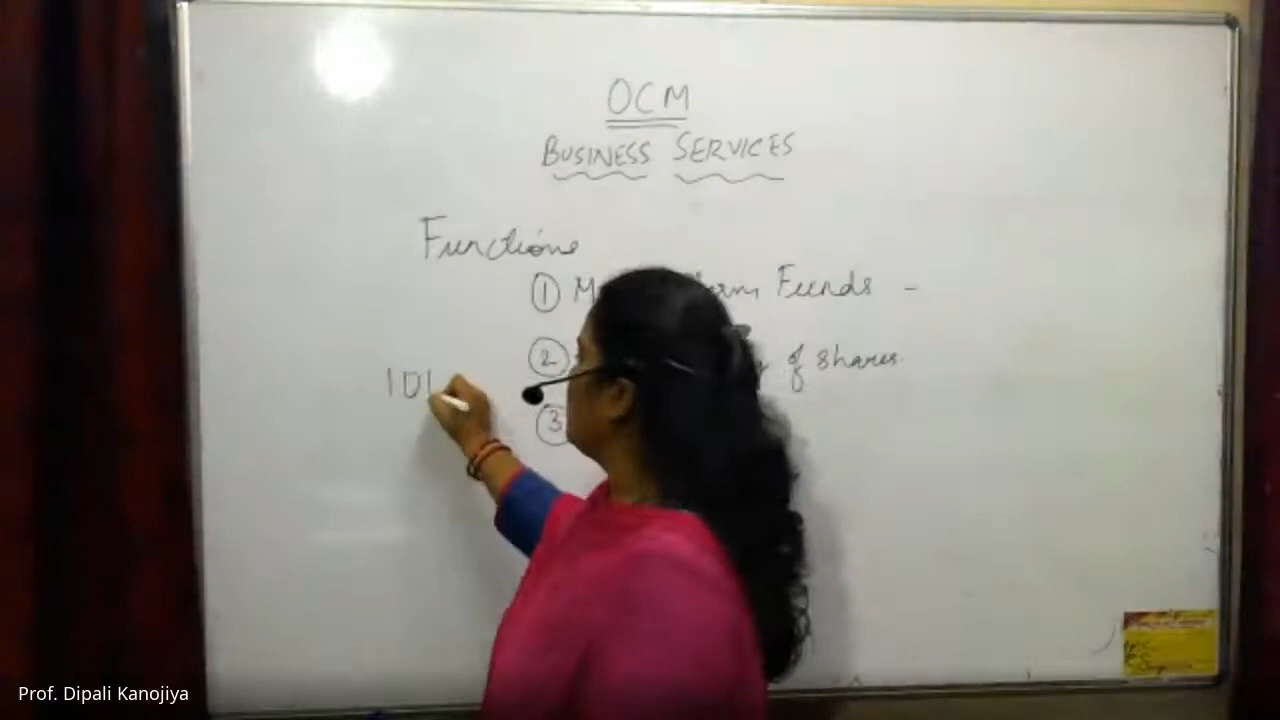 OCM
BUSINESS SERVICES
Functions
① Funds -
② of shares
101
③
Prof. Dipali Kanojiya